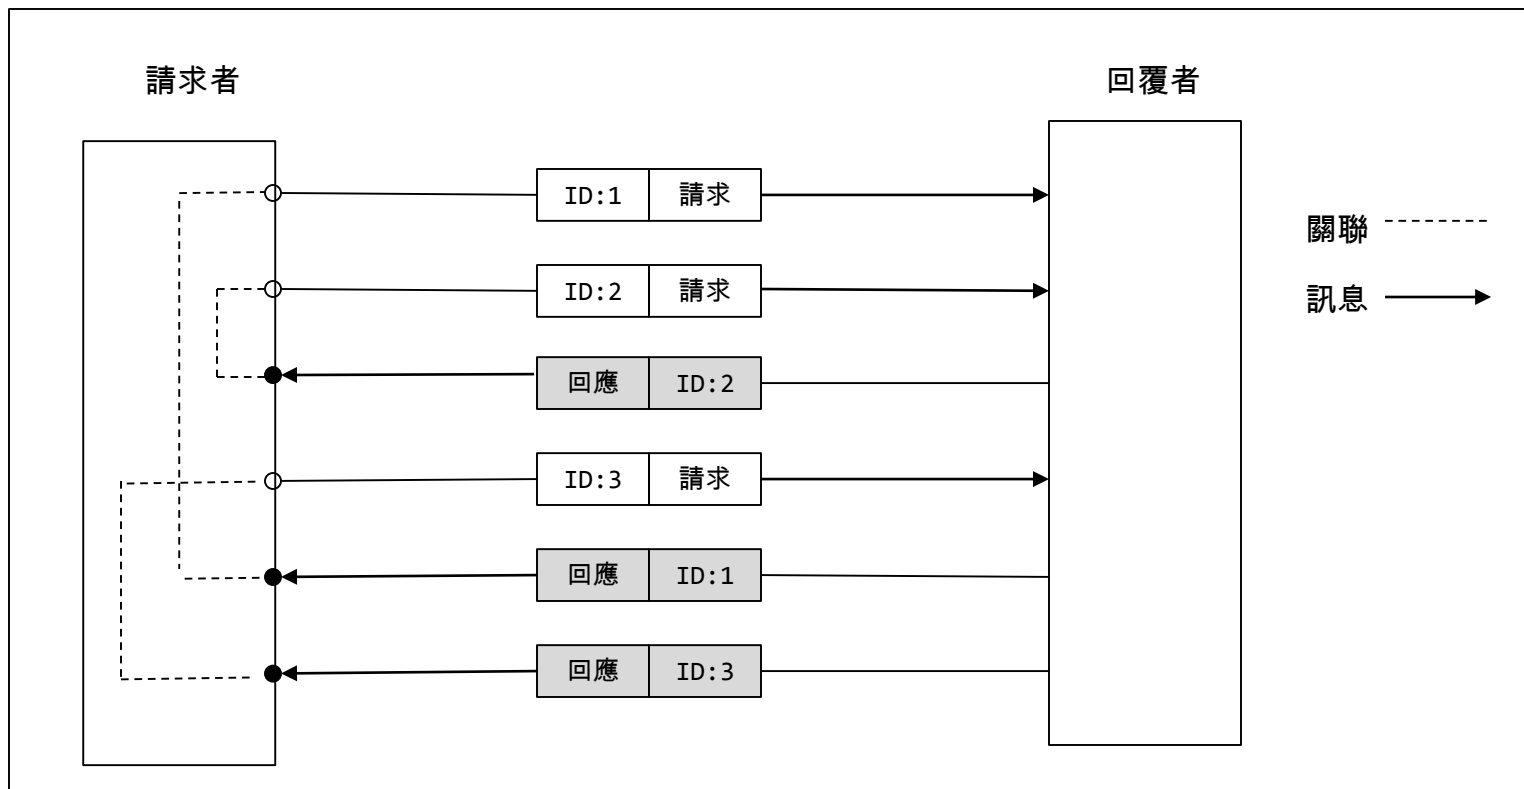 請求者
回覆者
ID:1 請求
ID:2 請求
關聯
訊息
回應 ID:2
ID:3 請求
回應 ID:1
回應 ID:3